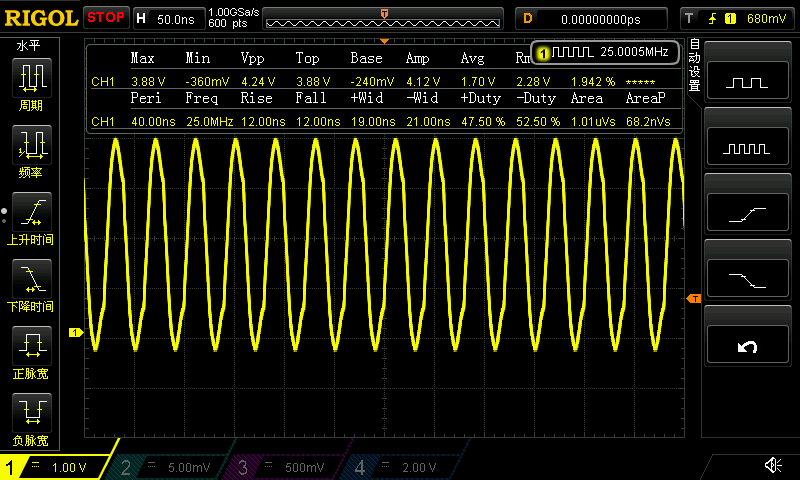 RIGOL STOP H 50.0ns 1.00GSa/s 600 pts T D 0.00000000ps T 1 680mV
水平
1 25.0005MHz
Max Min Vpp Top Base Amp Avg
CH1 3.88 V -360mV 4.24 V 3.88 V -240mV 4.12 V 1.70 V 2.28 V 1.942 % *****
Peri Freq Rise Fall +Wid -Wid +Duty -Duty Area AreaP
CH1 40.00ns 25.0MHz 12.00ns 12.00ns 19.00ns 21.00ns 47.50 % 52.50 % 1.01uVs 68.2nVs
周期
频率
上升时间
下降时间
正脉宽
负脉宽
自动设置
T
1
1 1.00 V 2 5.00mV 3 500mV 4 2.00 V